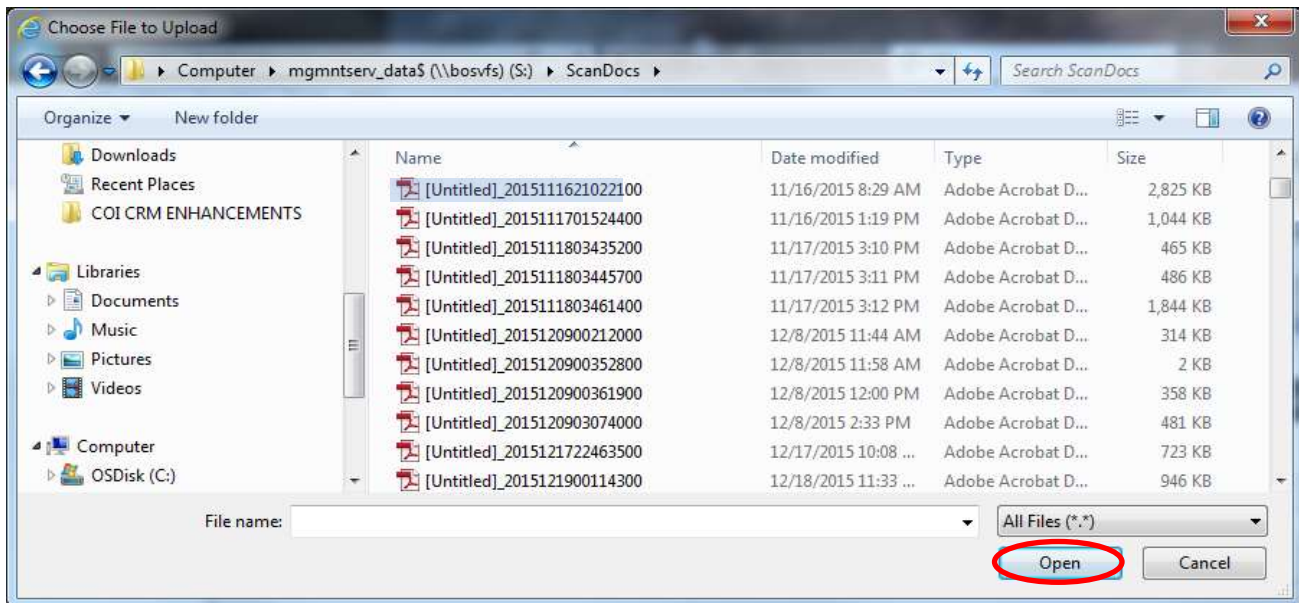 Choose File to Upload
Computer mgmntserv_data$ (\\bosvfs) (S:) ScanDocs
Search ScanDocs
Organize New folder
Downloads
Recent Places
COI CRM ENHANCEMENTS
Libraries
Documents
Music
Pictures
Videos
Computer
OSDisk (C:)
Name Date modified Type Size
[Untitled]_2015111621022100 11/16/2015 8:29 AM Adobe Acrobat D... 2,825 KB
[Untitled]_2015111701524400 11/16/2015 1:19 PM Adobe Acrobat D... 1,044 KB
[Untitled]_2015111803435200 11/17/2015 3:10 PM Adobe Acrobat D... 465 KB
[Untitled]_2015111803445700 11/17/2015 3:11 PM Adobe Acrobat D... 486 KB
[Untitled]_2015111803461400 11/17/2015 3:12 PM Adobe Acrobat D... 1,844 KB
[Untitled]_2015120900212000 12/8/2015 11:44 AM Adobe Acrobat D... 314 KB
[Untitled]_2015120900352800 12/8/2015 11:58 AM Adobe Acrobat D... 2 KB
[Untitled]_2015120900361900 12/8/2015 12:00 PM Adobe Acrobat D... 358 KB
[Untitled]_2015120903074000 12/8/2015 2:33 PM Adobe Acrobat D... 481 KB
[Untitled]_2015121722463500 12/17/2015 10:08 ... Adobe Acrobat D... 723 KB
[Untitled]_2015121900114300 12/18/2015 11:33 ... Adobe Acrobat D... 946 KB
File name:
All Files (*.*)
Open Cancel